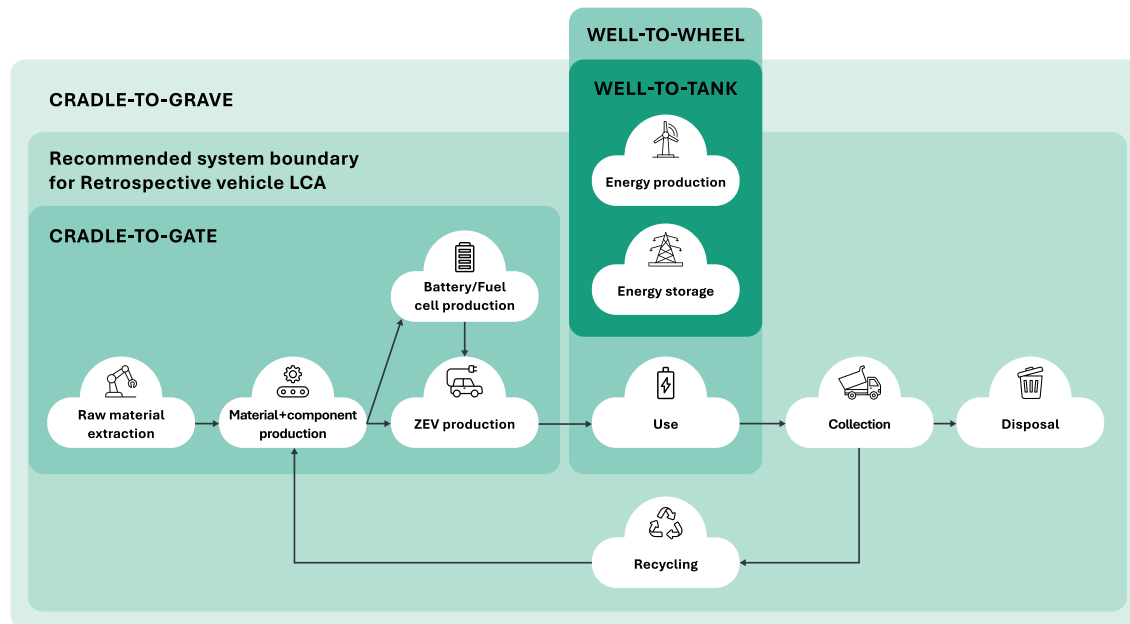 WELL-TO-WHEEL
WELL-TO-TANK
CRADLE-TO-GRAVE
Recommended system boundary
for Retrospective vehicle LCA
CRADLE-TO-GATE
Energy production
Energy storage
Battery/Fuel
cell production
Raw material
extraction
Material+component
production
ZEV production
Use
Collection
Disposal
Recycling